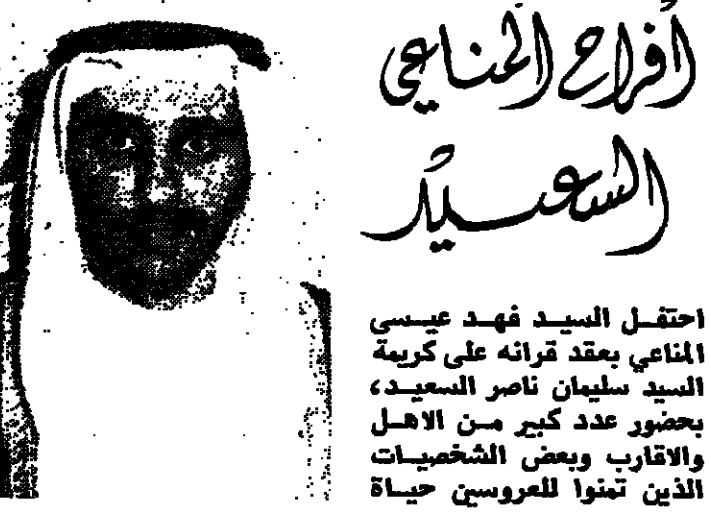 أفراح المناعي
السعيد
احتفل السيد فهد عيسى
المناعي بعقد قرانه على كريمة
السيد سليمان ناصر السعيد،
بحضور عدد كبير من الاهل
والاقارب وبعض الشخصيات
الذين تمنوا للعروسين حياة